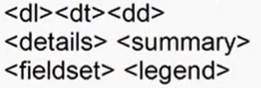 <dl><dt><dd>
<details> <summary>
<fieldset> <legend>